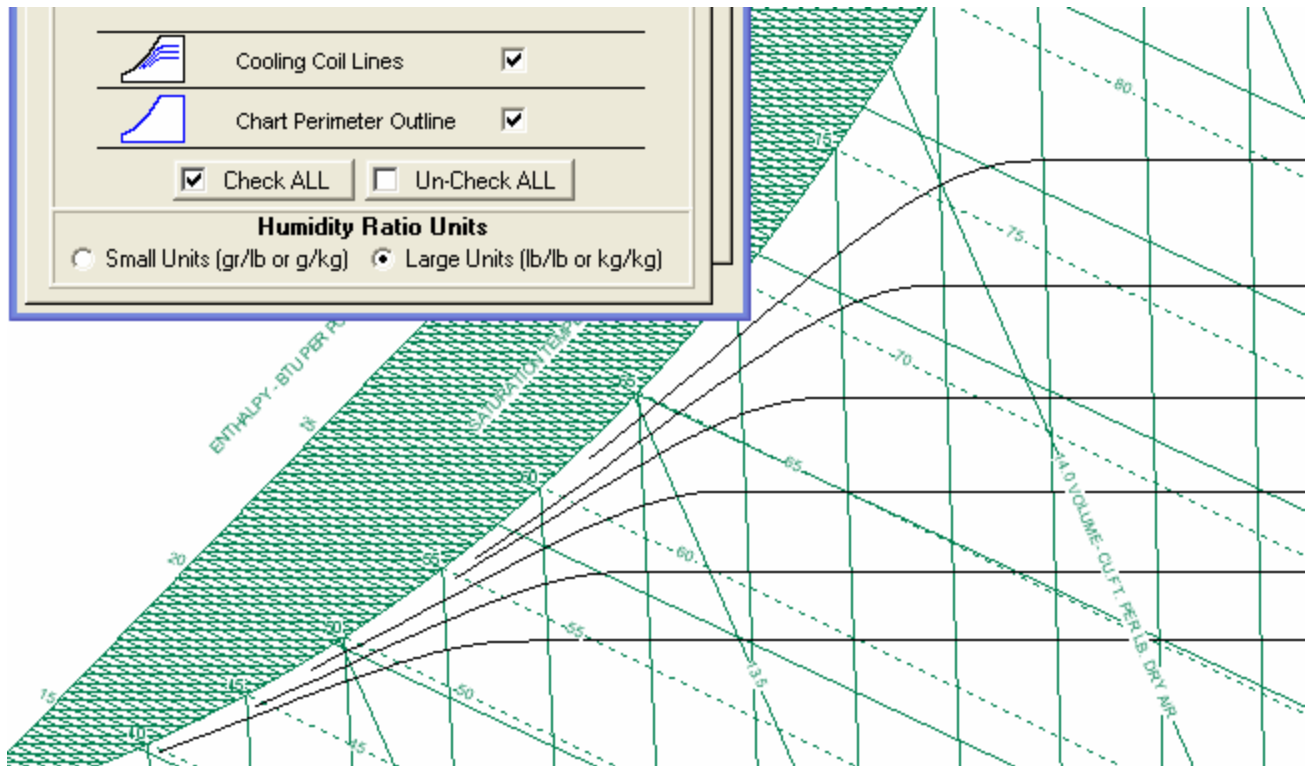 Cooling Coil Lines
Chart Perimeter Outline
Check ALL
Un-Check ALL
Humidity Ratio Units
Small Units (gr/lb or g/kg)
Large Units (lb/lb or kg/kg)
80
75
75
70
ENTHALPY - BTU PER
SATURATION
65
60
60
55
55
50
50
45
45
40
20
15
13.5
14.0 VOLUME- CU.FT. PER LB. DRY AIR